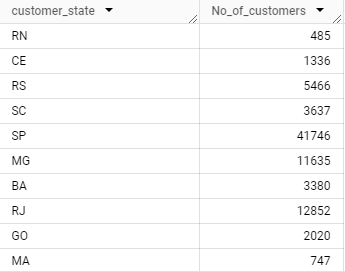 customer_state No_of_customers
RN 485
CE 1336
RS 5466
SC 3637
SP 41746
MG 11635
BA 3380
RJ 12852
GO 2020
MA 747